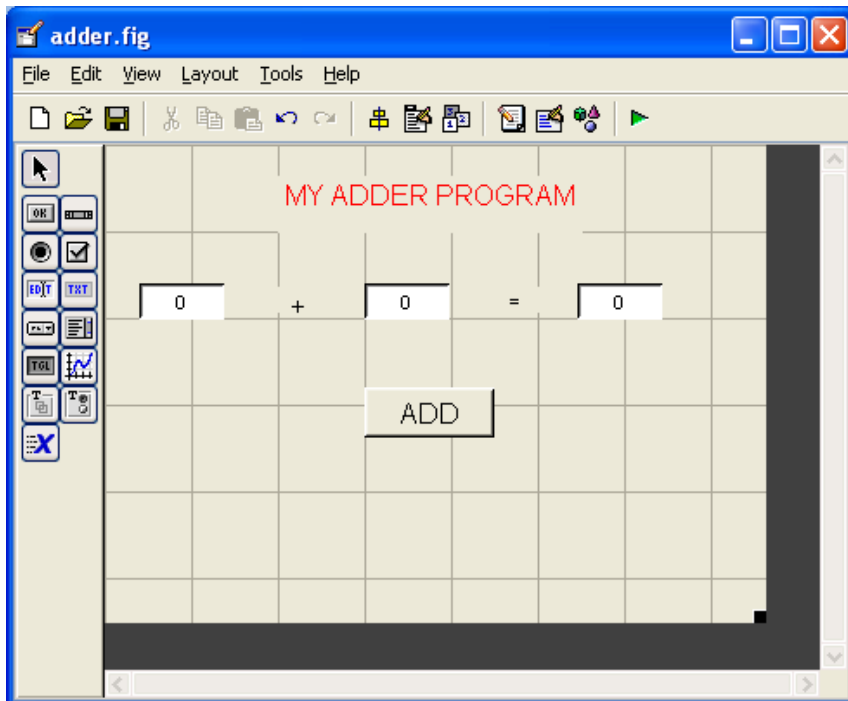 adder.fig
File Edit View Layout Tools Help
OK
EDIT TXT
TGL
T T
X
MY ADDER PROGRAM
0 + 0 = 0
ADD